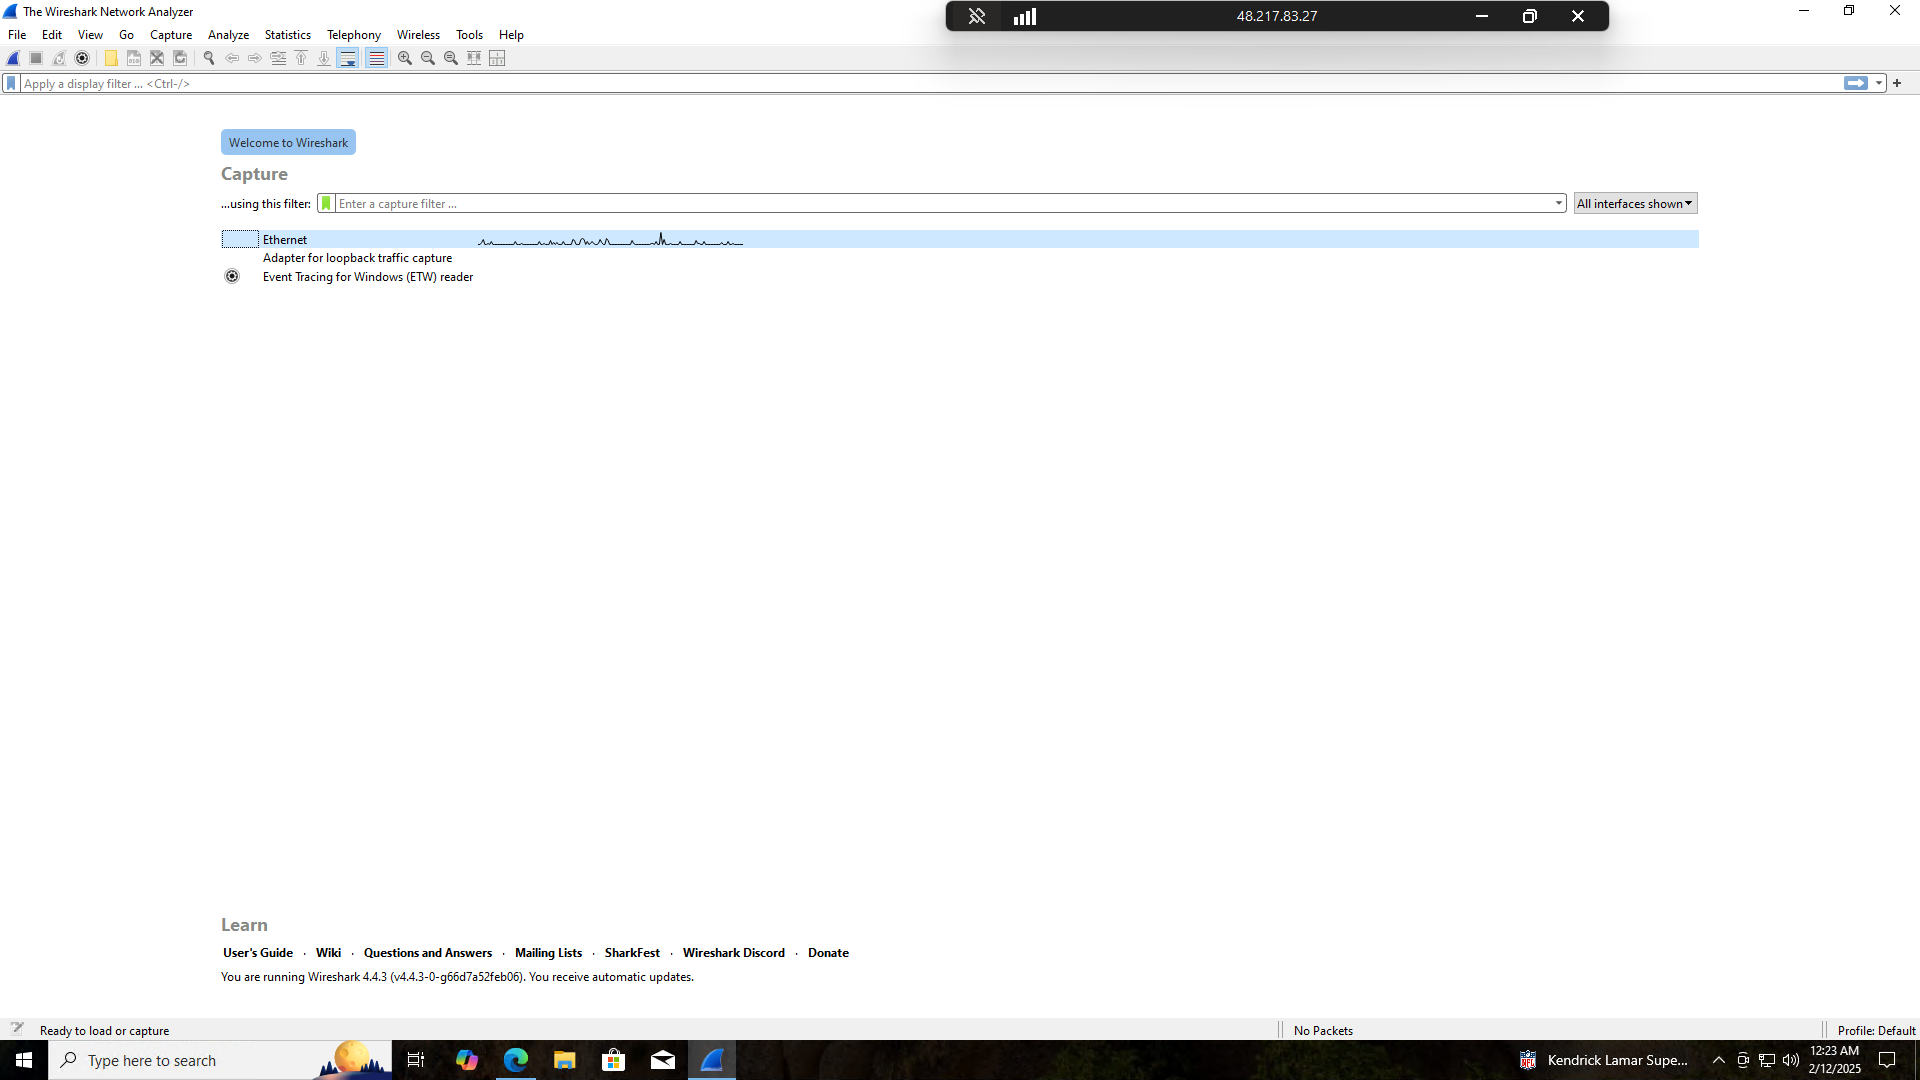 The Wireshark Network Analyzer
48.217.83.27
File Edit View Go Capture Analyze Statistics Telephony Wireless Tools Help
Apply a display filter ... <Ctrl-/>
Welcome to Wireshark
Capture
...using this filter: Enter a capture filter ... All interfaces shown
Ethernet
Adapter for loopback traffic capture
Event Tracing for Windows (ETW) reader
Learn
User's Guide · Wiki · Questions and Answers · Mailing Lists · SharkFest · Wireshark Discord · Donate
You are running Wireshark 4.4.3 (v4.4.3-0-g66d7a52feb06). You receive automatic updates.
Ready to load or capture No Packets Profile: Default
Type here to search Kendrick Lamar Supe... 12:23 AM
2/12/2025